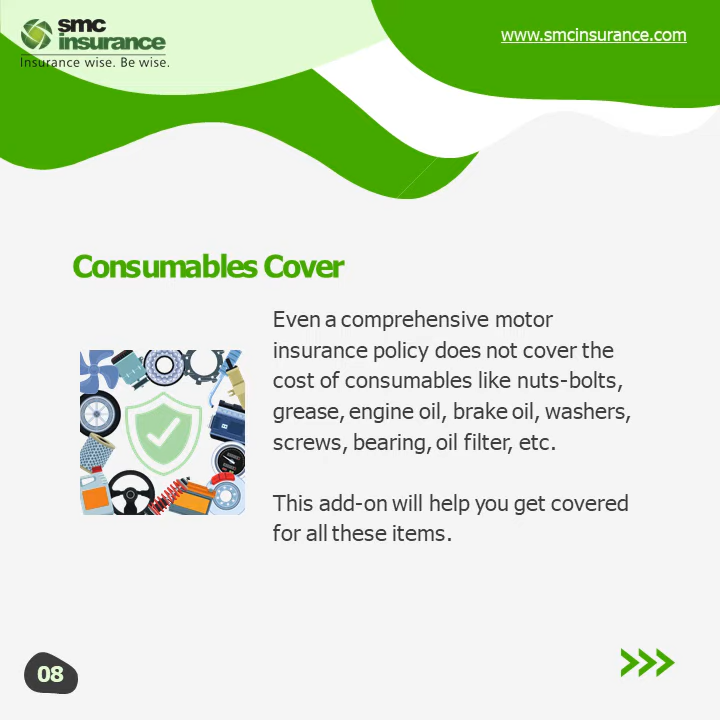 smc
insurance
Insurance wise. Be wise.
www.smcinsurance.com
Consumables Cover
Even a comprehensive motor
insurance policy does not cover the
cost of consumables like nuts-bolts,
grease, engine oil, brake oil, washers,
screws, bearing, oil filter, etc.
This add-on will help you get covered
for all these items.
08